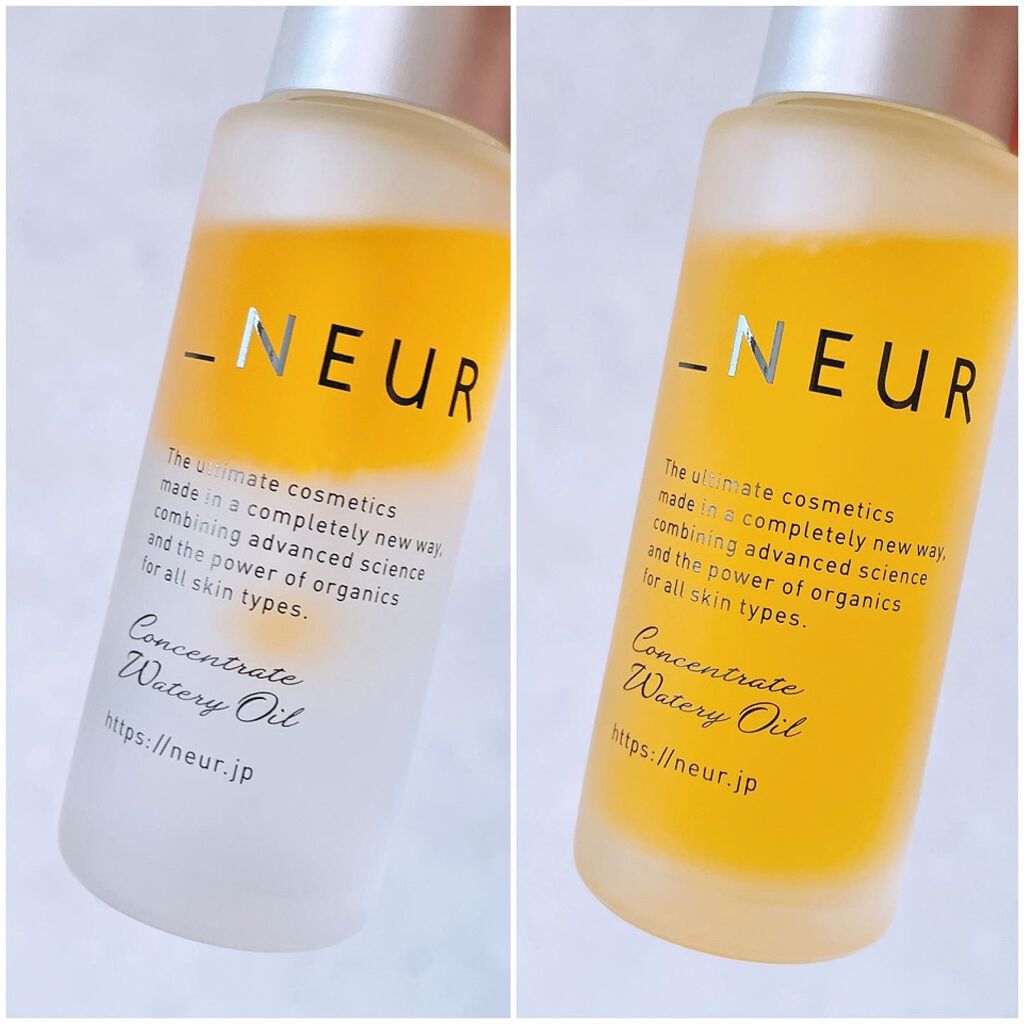 _NEUR
The ultimate cosmetics
made in a completely new way,
combining advanced science
and the power of organics
for all skin types.
Concentrate
Watery Oil
https://neur.jp
_NEUR
The ultimate cosmetics
made in a completely new way,
combining advanced science
and the power of organics
for all skin types.
Concentrate
Watery Oil
https://neur.jp